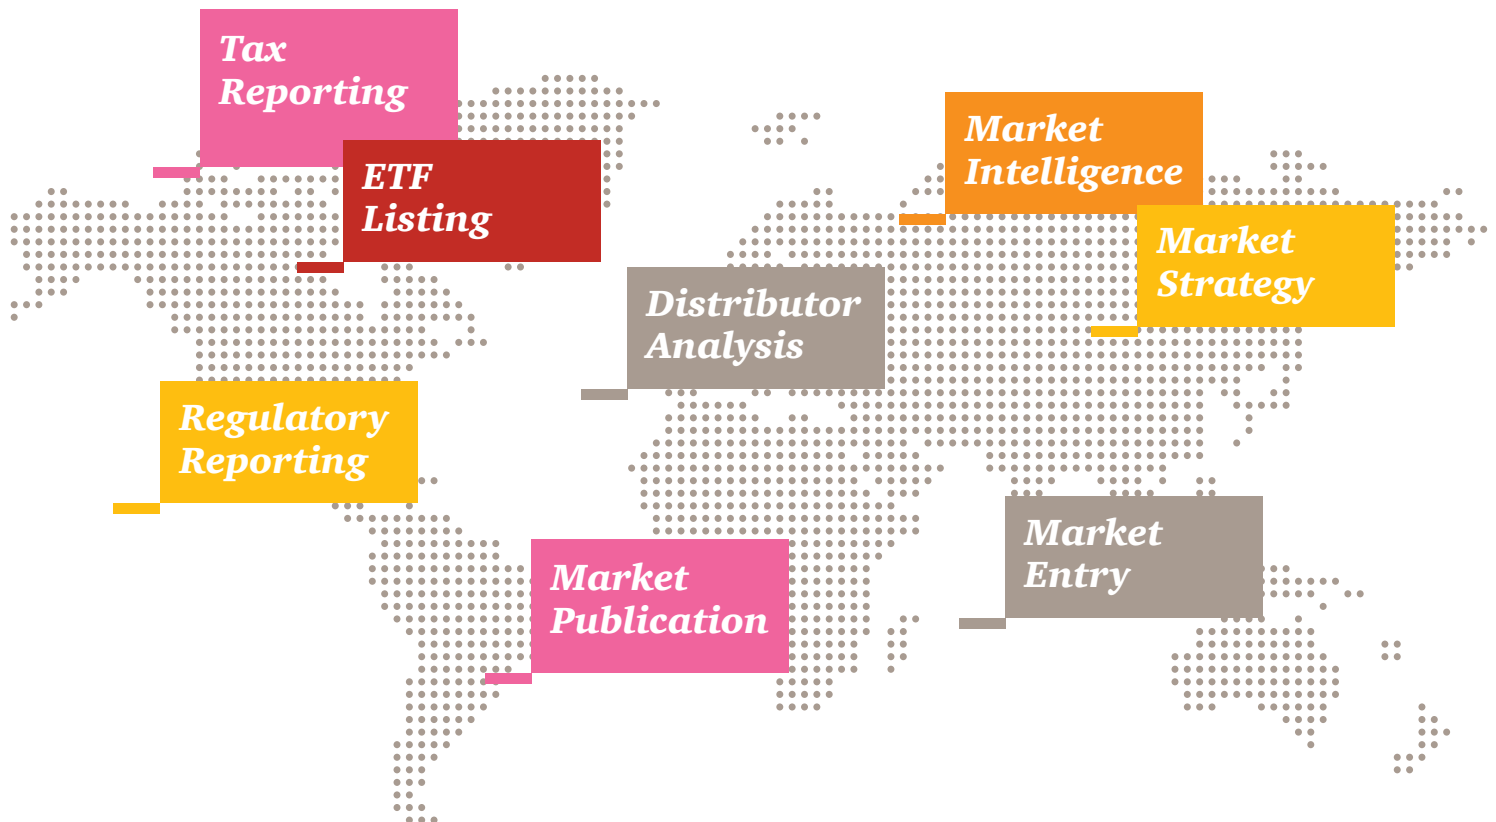 Tax
Reporting
ETF
Listing
Market
Intelligence
Market
Strategy
Distributor
Analysis
Regulatory
Reporting
Market
Entry
Market
Publication